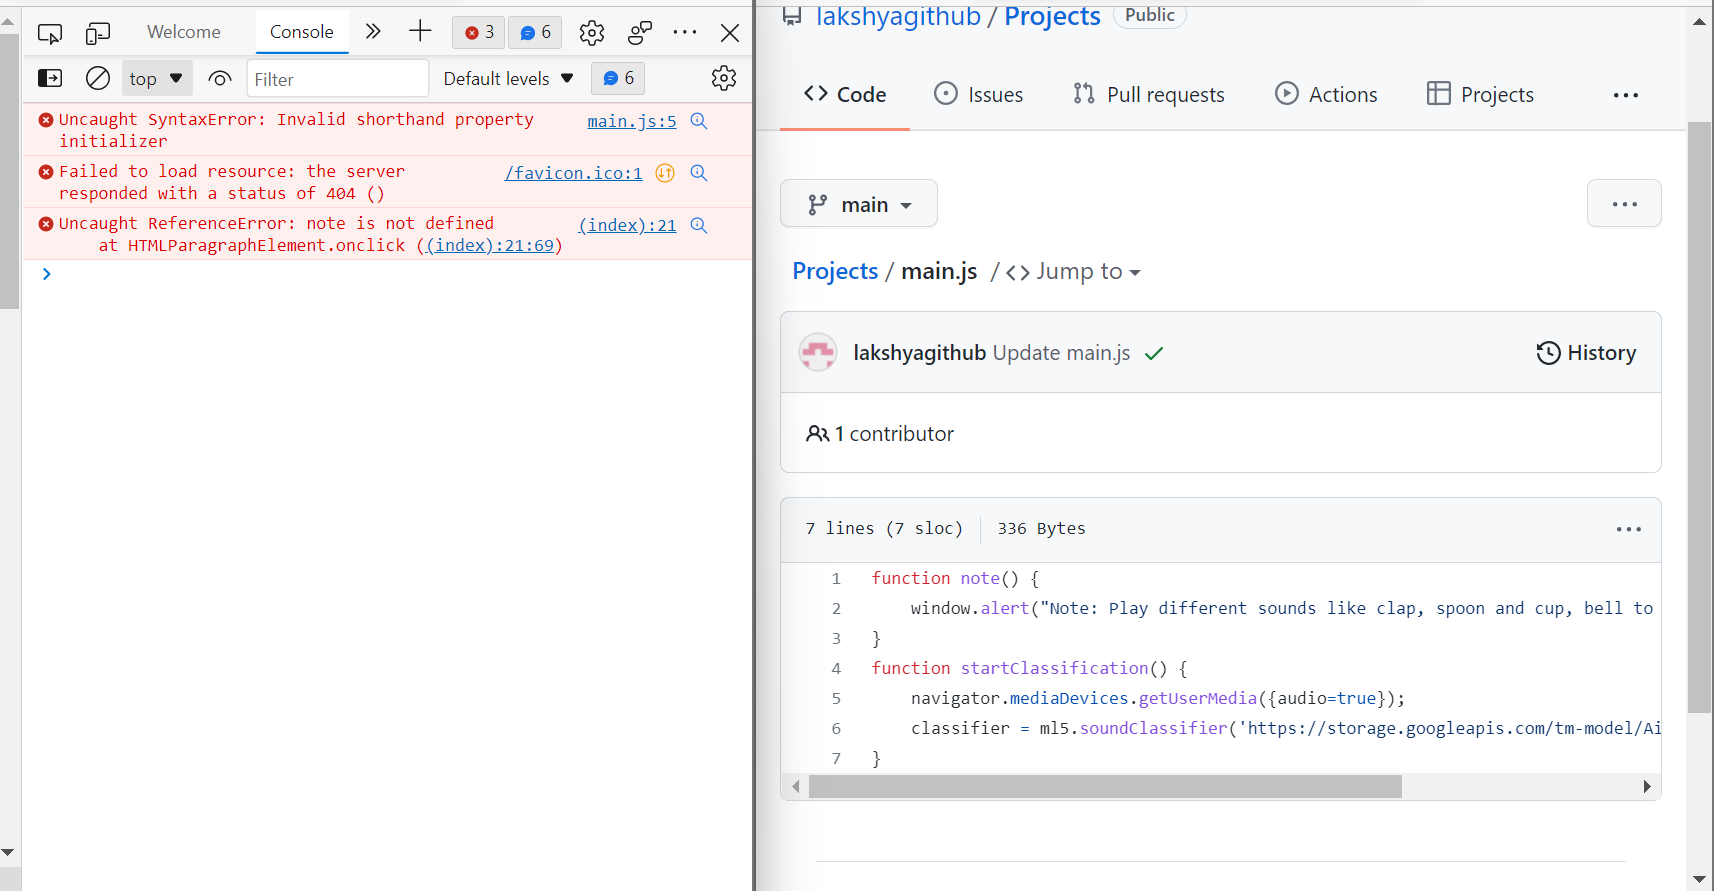 Welcome
Console
3
6
top
Filter
Default levels
6
Uncaught SyntaxError: Invalid shorthand property
initializer
main.js:5
Failed to load resource: the server
responded with a status of 404 ()
/favicon.ico:1
Uncaught ReferenceError: note is not defined
at HTMLParagraphElement.onclick ((index):21:69)
(index):21
lakshyagithub / Projects
Public
Code
Issues
Pull requests
Actions
Projects
main
Projects / main.js / <> Jump to
lakshyagithub Update main.js
History
1 contributor
7 lines (7 sloc)
336 Bytes
1 function note() {
2 window.alert("Note: Play different sounds like clap, spoon and cup, bell to
3 }
4 function startClassification() {
5 navigator.mediaDevices.getUserMedia({audio=true});
6 classifier = ml5.soundClassifier('https://storage.googleapis.com/tm-model/Ai
7 }